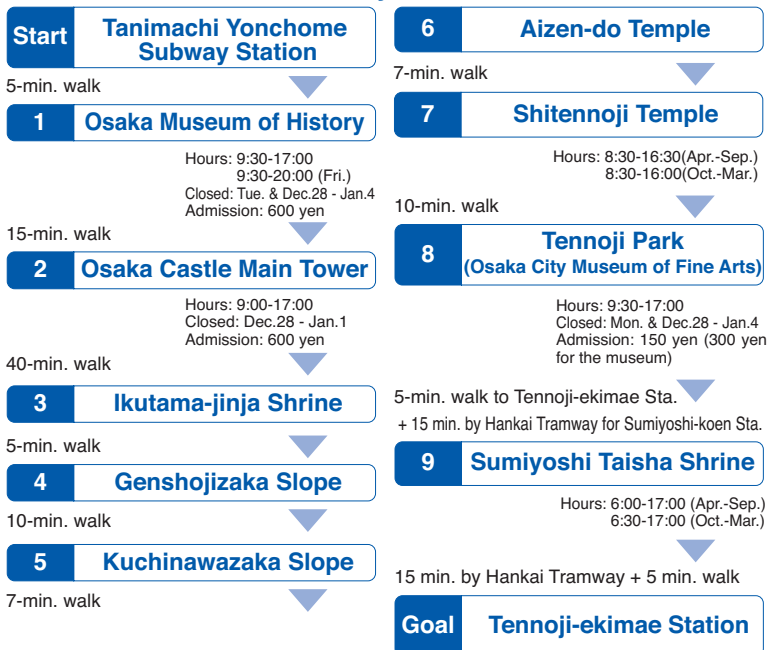 Start
Tanimachi Yonchome
Subway Station
5-min. walk
1
Osaka Museum of History
Hours: 9:30-17:00
9:30-20:00 (Fri.)
Closed: Tue. & Dec.28 - Jan.4
Admission: 600 yen
15-min. walk
2
Osaka Castle Main Tower
Hours: 9:00-17:00
Closed: Dec.28 - Jan.1
Admission: 600 yen
40-min. walk
3
Ikutama-jinja Shrine
5-min. walk
4
Genshojizaka Slope
10-min. walk
5
Kuchinawazaka Slope
7-min. walk
6
Aizen-do Temple
7-min. walk
7
Shitennoji Temple
Hours: 8:30-16:30(Apr.-Sep.)
8:30-16:00(Oct.-Mar.)
10-min. walk
8
Tennoji Park
(Osaka City Museum of Fine Arts)
Hours: 9:30-17:00
Closed: Mon. & Dec.28 - Jan.4
Admission: 150 yen (300 yen
for the museum)
5-min. walk to Tennoji-ekimae Sta.
+ 15 min. by Hankai Tramway for Sumiyoshi-koen Sta.
9
Sumiyoshi Taisha Shrine
Hours: 6:00-17:00 (Apr.-Sep.)
6:30-17:00 (Oct.-Mar.)
15 min. by Hankai Tramway + 5 min. walk
Goal
Tennoji-ekimae Station